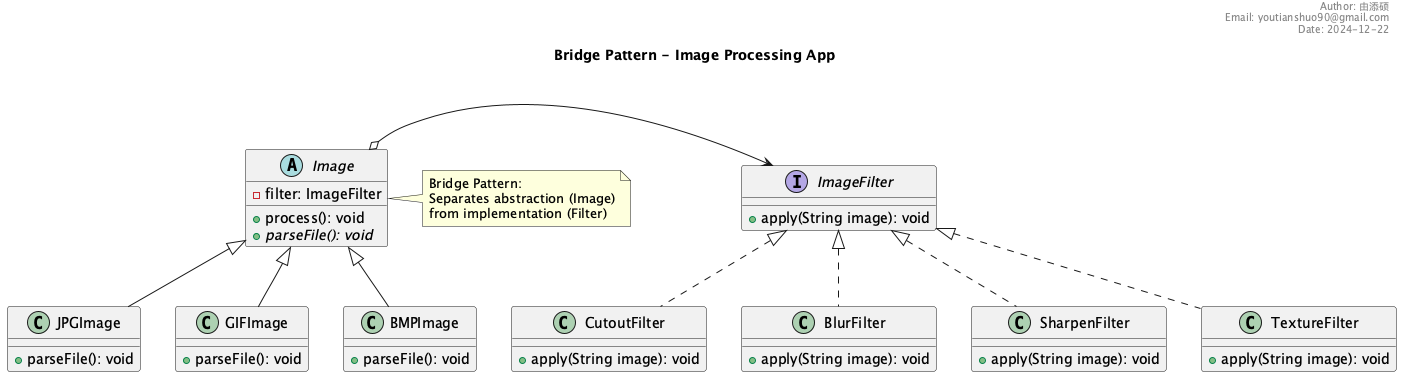 Author: 由添硕
Email: youtianshuo90@gmail.com
Date: 2024-12-22
Bridge Pattern - Image Processing App
A Image
filter: ImageFilter
process(): void
parseFile(): void
Bridge Pattern:
Separates abstraction (Image)
from implementation (Filter)
I ImageFilter
apply(String image): void
C JPGImage
parseFile(): void
C GIFImage
parseFile(): void
C BMPImage
parseFile(): void
C CutoutFilter
apply(String image): void
C BlurFilter
apply(String image): void
C SharpenFilter
apply(String image): void
C TextureFilter
apply(String image): void